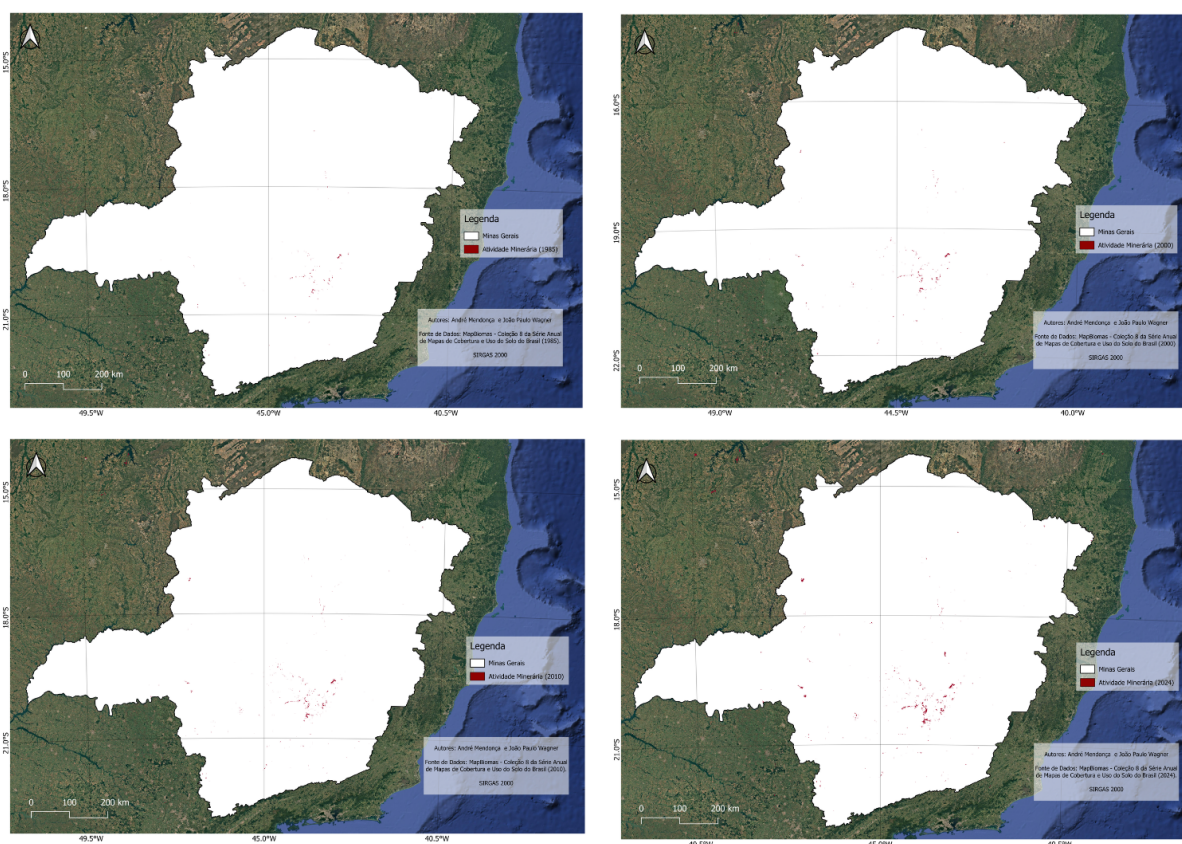 15.0°S
18.0°S
21.0°S
Legenda
Minas Gerais
Atividade Minerária (1985)
Autores: André Mendonça e João Paulo Wagner
Fonte de Dados: MapBiomas - Coleção 8 da Série Anual
de Mapas de Cobertura e Uso do Solo do Brasil (1985).
SIRGAS 2000
0 100 200 km
49.5°W 45.0°W 40.5°W
16.0°S
19.0°S
22.0°S
Legenda
Minas Gerais
Atividade Minerária (2000)
Autores: André Mendonça e João Paulo Wagner
Fonte de Dados: MapBiomas - Coleção 8 da Série Anual
de Mapas de Cobertura e Uso do Solo do Brasil (2000)
SIRGAS 2000
0 100 200 km
49.0°W 44.5°W 40.0°W
15.0°S
18.0°S
21.0°S
Legenda
Minas Gerais
Atividade Minerária (2010)
Autores: André Mendonça e João Paulo Wagner
Fonte de Dados: MapBiomas - Coleção 8 da Série Anual
de Mapas de Cobertura e Uso do Solo do Brasil (2010).
SIRGAS 2000
0 100 200 km
49.5°W 45.0°W 40.5°W
15.0°S
18.0°S
21.0°S
Legenda
Minas Gerais
Atividade Minerária (2024)
Autores: André Mendonça e João Paulo Wagner
Fonte de Dados: MapBiomas - Coleção 8 da Série Anual
de Mapas de Cobertura e Uso do Solo do Brasil (2024).
SIRGAS 2000
0 100 200 km